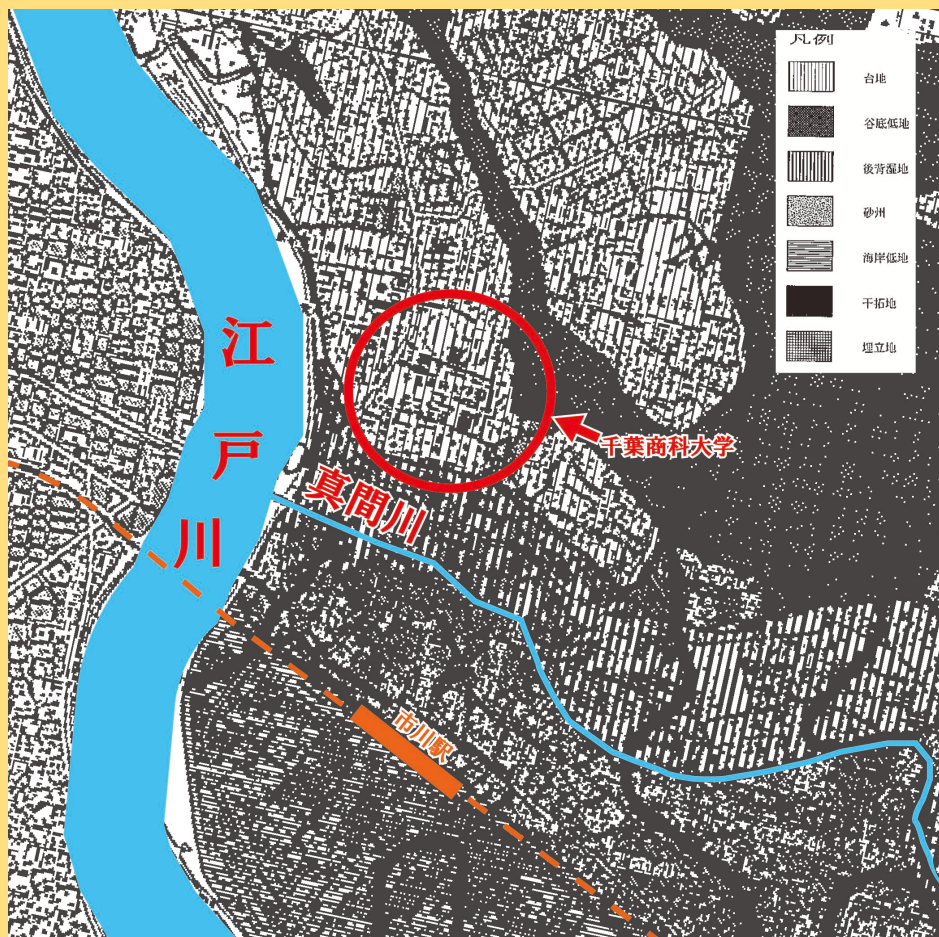 凡例
台地
谷底低地
後背湿地
砂州
海岸低地
干拓地
埋立地
江戸川
千葉商科大学
真間川
市川駅